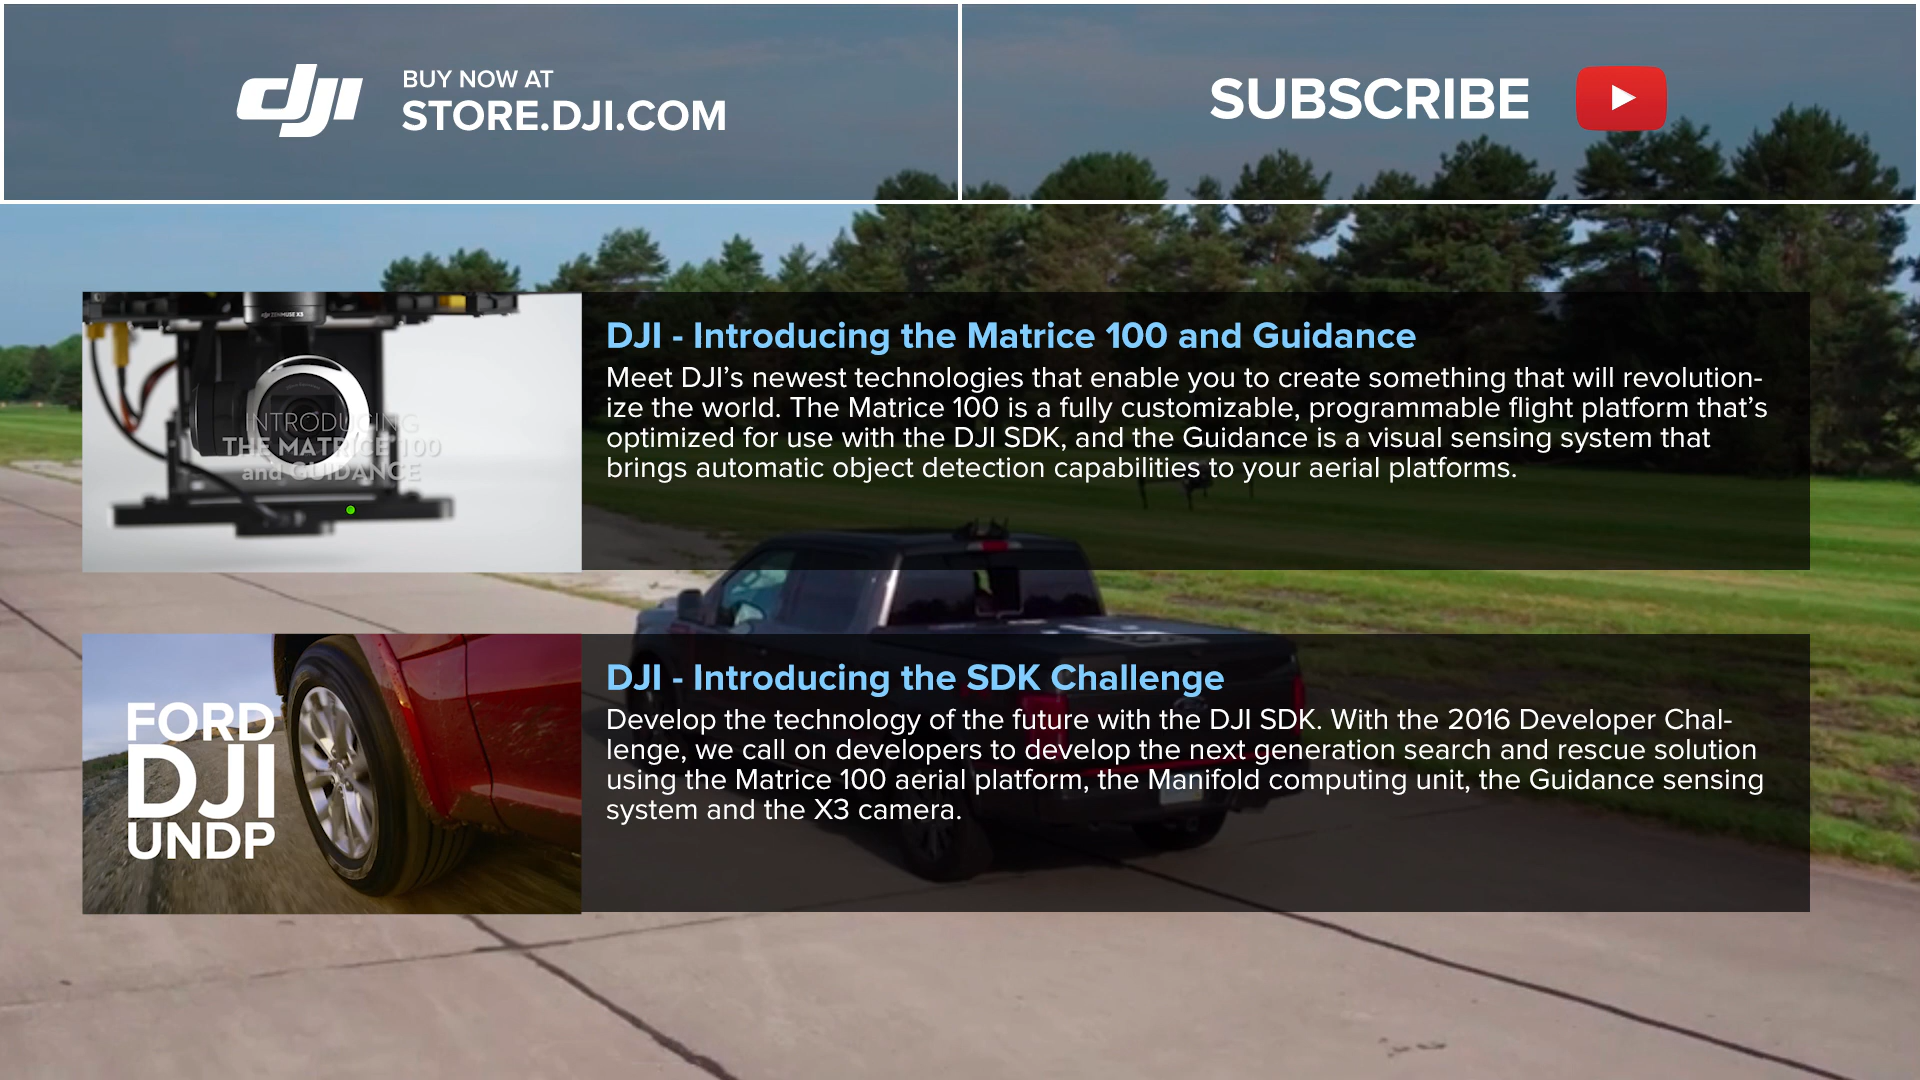 dji
BUY NOW AT
STORE.DJI.COM
SUBSCRIBE
dji ZENMUSE X3
INTRODUCING
THE MATRICE 100
and GUIDANCE
DJI - Introducing the Matrice 100 and Guidance
Meet DJI’s newest technologies that enable you to create something that will revolution-
ize the world. The Matrice 100 is a fully customizable, programmable flight platform that’s
optimized for use with the DJI SDK, and the Guidance is a visual sensing system that
brings automatic object detection capabilities to your aerial platforms.
FORD
DJI
UNDP
DJI - Introducing the SDK Challenge
Develop the technology of the future with the DJI SDK. With the 2016 Developer Chal-
lenge, we call on developers to develop the next generation search and rescue solution
using the Matrice 100 aerial platform, the Manifold computing unit, the Guidance sensing
system and the X3 camera.